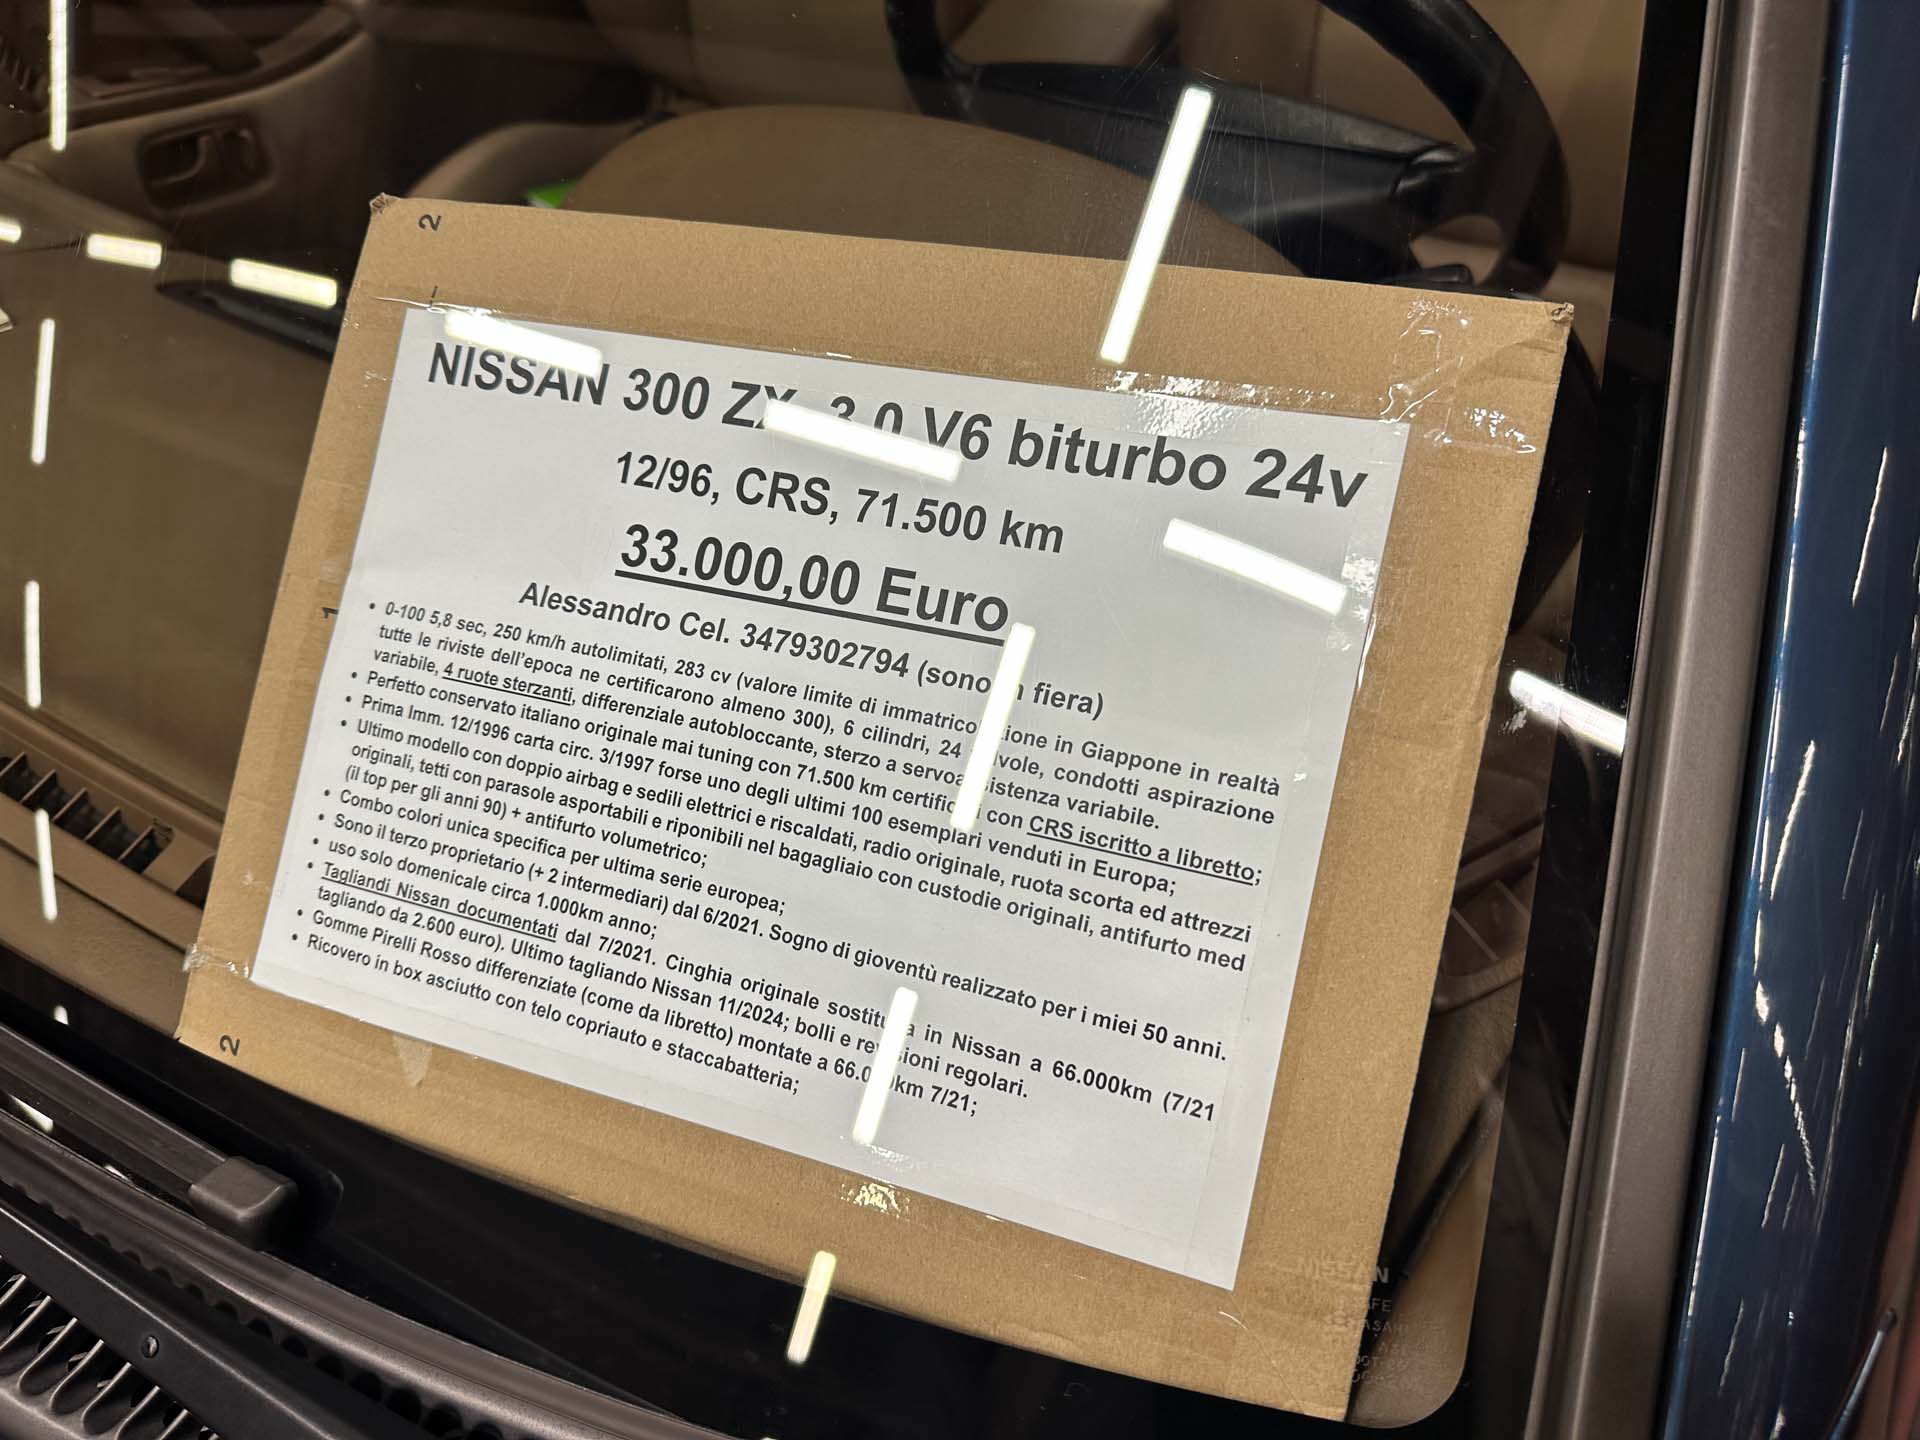 2
1
NISSAN 300 ZX 3.0 V6 biturbo 24v
12/96, CRS, 71.500 km
33.000,00 Euro
Alessandro Cel. 3479302794 (sono in fiera)
• 0-100 5,8 sec, 250 km/h autolimitati, 283 cv (valore limite di immatricolazione in Giappone in realtà
tutte le riviste dell'epoca ne certificarono almeno 300), 6 cilindri, 24 valvole, condotti aspirazione
variabile, 4 ruote sterzanti, differenziale autobloccante, sterzo a servoassistenza variabile.
• Perfetto conservato italiano originale mai tuning con 71.500 km certificati con CRS iscritto a libretto;
• Prima Imm. 12/1996 carta circ. 3/1997 forse uno degli ultimi 100 esemplari venduti in Europa;
• Ultimo modello con doppio airbag e sedili elettrici e riscaldati, radio originale, ruota scorta ed attrezzi
originali, tetti con parasole asportabili e riponibili nel bagagliaio con custodie originali, antifurto med
(il top per gli anni 90) + antifurto volumetrico;
• Combo colori unica specifica per ultima serie europea;
• Sono il terzo proprietario (+ 2 intermediari) dal 6/2021. Sogno di gioventù realizzato per i miei 50 anni.
• uso solo domenicale circa 1.000km anno;
• Tagliandi Nissan documentati dal 7/2021. Cinghia originale sostituita in Nissan a 66.000km (7/21
tagliando da 2.600 euro). Ultimo tagliando Nissan 11/2024; bolli e revisioni regolari.
• Gomme Pirelli Rosso differenziate (come da libretto) montate a 66.000km 7/21;
• Ricovero in box asciutto con telo copriauto e staccabatteria;
2
NISSAN